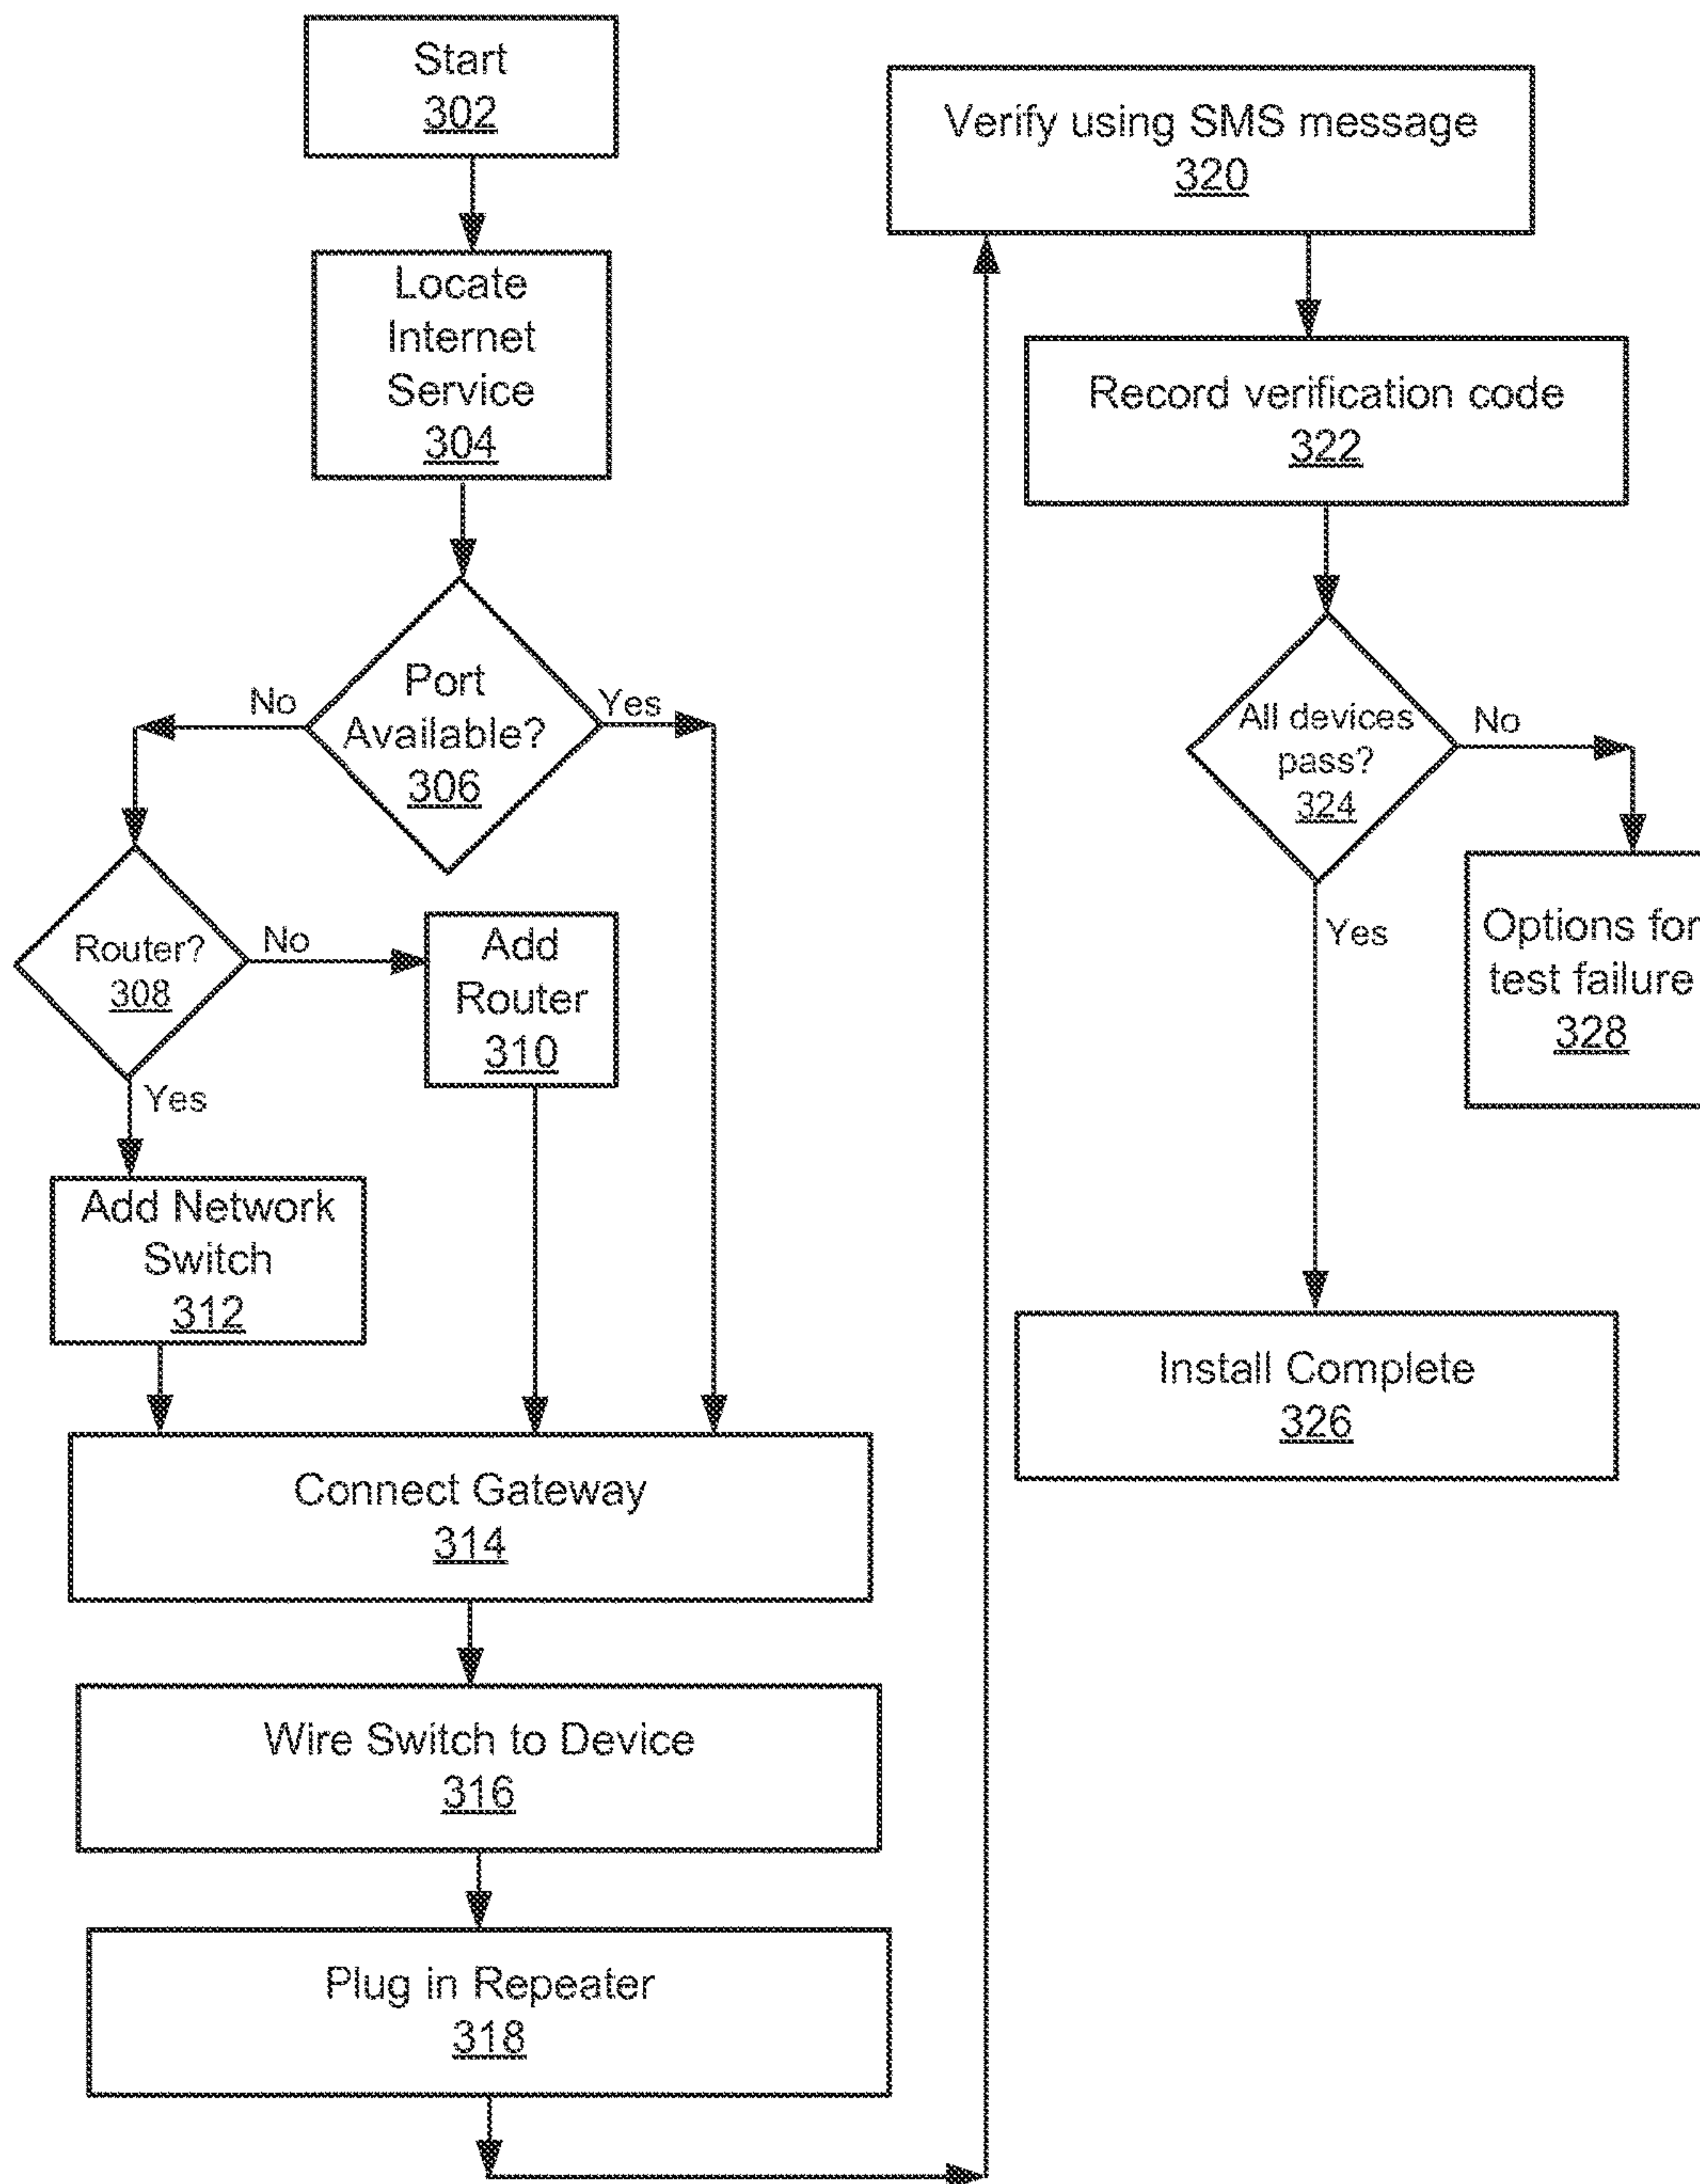 Start
302
Locate
Internet
Service
304
Port
Available?
306
No
Yes
Router?
308
No
Yes
Add
Router
310
Add Network
Switch
312
Connect Gateway
314
Wire Switch to Device
316
Plug in Repeater
318
Verify using SMS message
320
Record verification code
322
All devices
pass?
324
No
Yes
Options for
test failure
328
Install Complete
326